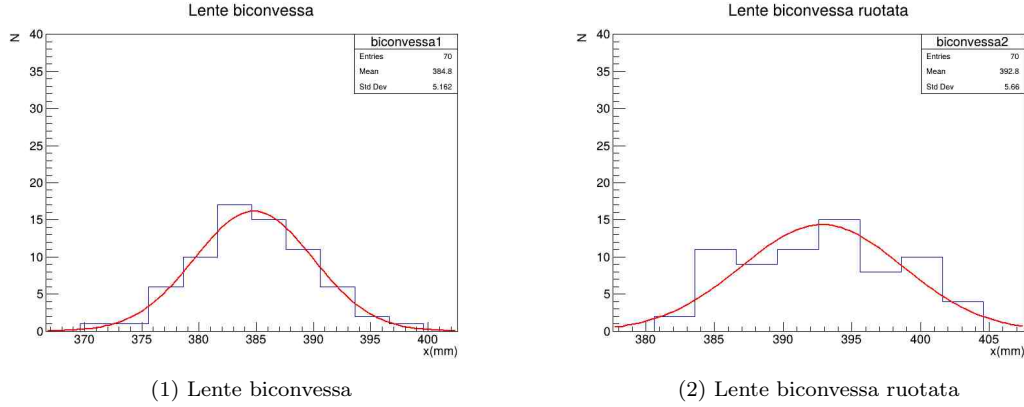 Lente biconvessa
N
biconvessa1
Entries 70
Mean 384.8
Std Dev 5.162
40
35
30
25
20
15
10
5
0
370 375 380 385 390 395 400
x(mm)
(1) Lente biconvessa
Lente biconvessa ruotata
N
biconvessa2
Entries 70
Mean 392.8
Std Dev 5.66
40
35
30
25
20
15
10
5
0
380 385 390 395 400 405
x(mm)
(2) Lente biconvessa ruotata